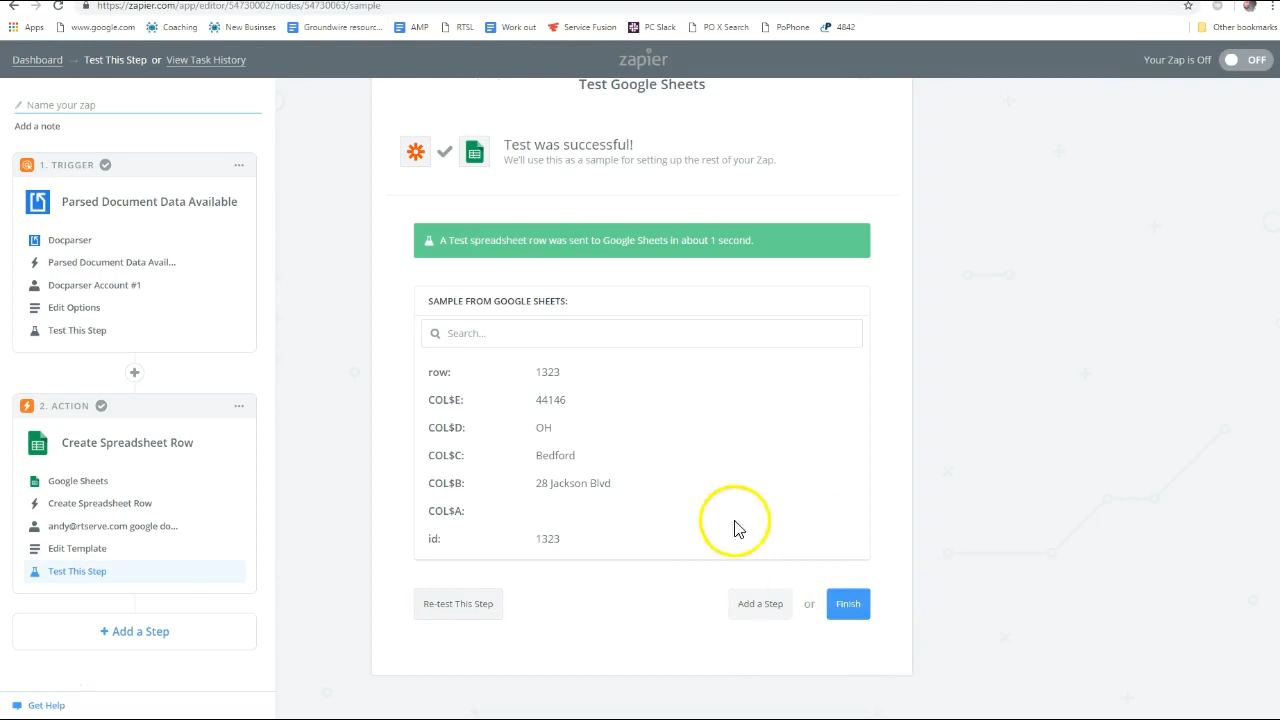 https://zapier.com/app/editor/54730002/nodes/54730063/sample
Apps www.google.com Coaching New Businses Groundwire resourc... AMP RTSL Work out Service Fusion PC Slack PO X Search PoPhone 4842 Other bookmarks
Dashboard → Test This Step or View Task History
zapier
Your Zap is Off OFF
Name your zap
Add a note
1. TRIGGER
Parsed Document Data Available
Docparser
Parsed Document Data Avail...
Docparser Account #1
Edit Options
Test This Step
2. ACTION
Create Spreadsheet Row
Google Sheets
Create Spreadsheet Row
andy@rtserve.com google do...
Edit Template
Test This Step
+ Add a Step
Get Help
Test Google Sheets
Test was successful!
We'll use this as a sample for setting up the rest of your Zap.
A Test spreadsheet row was sent to Google Sheets in about 1 second.
SAMPLE FROM GOOGLE SHEETS:
Search...
row: 1323
COL$E: 44146
COL$D: OH
COL$C: Bedford
COL$B: 28 Jackson Blvd
COL$A:
id: 1323
Re-test This Step
Add a Step or Finish